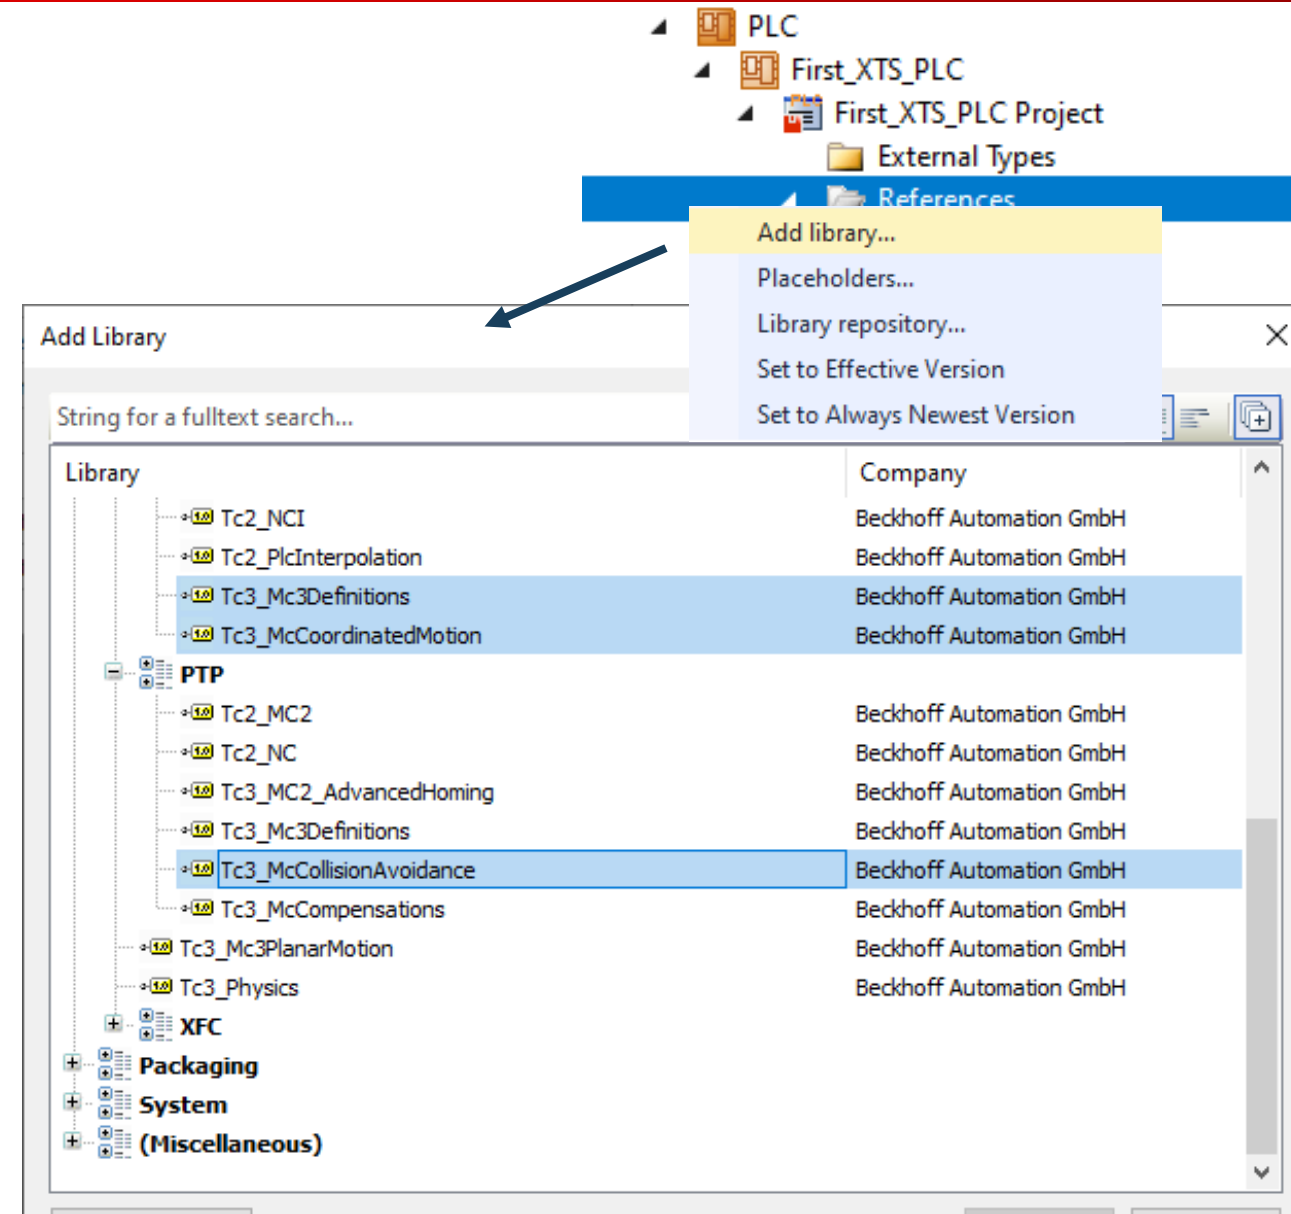 PLC
First_XTS_PLC
First_XTS_PLC Project
External Types
References
Add library...
Placeholders...
Library repository...
Set to Effective Version
Set to Always Newest Version
Add Library
String for a fulltext search...
Library Company
Tc2_NCI Beckhoff Automation GmbH
Tc2_PlcInterpolation Beckhoff Automation GmbH
Tc3_Mc3Definitions Beckhoff Automation GmbH
Tc3_McCoordinatedMotion Beckhoff Automation GmbH
PTP
Tc2_MC2 Beckhoff Automation GmbH
Tc2_NC Beckhoff Automation GmbH
Tc3_MC2_AdvancedHoming Beckhoff Automation GmbH
Tc3_Mc3Definitions Beckhoff Automation GmbH
Tc3_McCollisionAvoidance Beckhoff Automation GmbH
Tc3_McCompensations Beckhoff Automation GmbH
Tc3_Mc3PlanarMotion Beckhoff Automation GmbH
Tc3_Physics Beckhoff Automation GmbH
XFC
Packaging
System
(Miscellaneous)